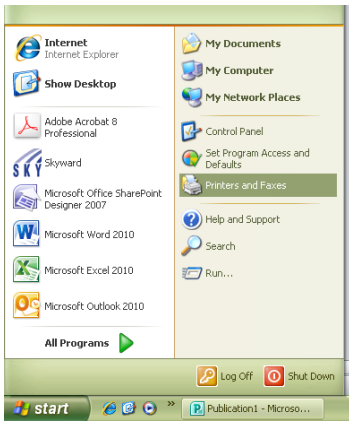 Internet
Internet Explorer
Show Desktop
Adobe Acrobat 8
Professional
SKY
Skyward
Microsoft Office SharePoint
Designer 2007
Microsoft Word 2010
Microsoft Excel 2010
Microsoft Outlook 2010
All Programs
My Documents
My Computer
My Network Places
Control Panel
Set Program Access and
Defaults
Printers and Faxes
Help and Support
Search
Run...
Log Off
Shut Down
start
»
Publication1 - Microso...